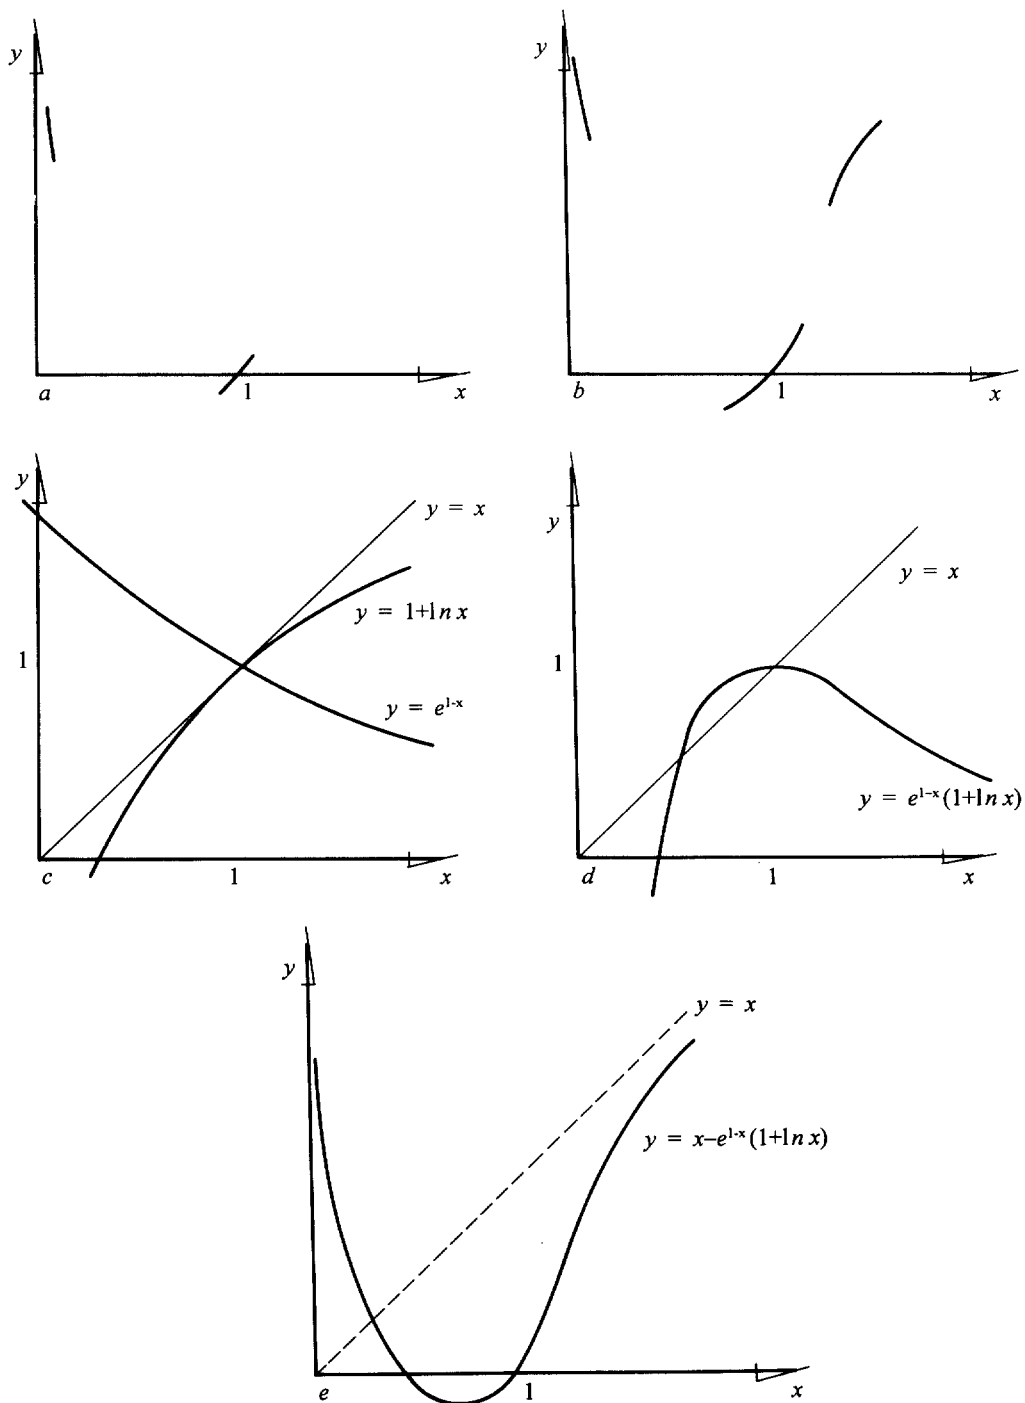 y
a
1
x
y
b
1
x
y
y = x
y = 1+ln x
1
y = e^{1-x}
c
1
x
y
y = x
1
y = e^{1-x}(1+ln x)
d
1
x
y
y = x
y = x–e^{1-x}(1+ln x)
e
1
x